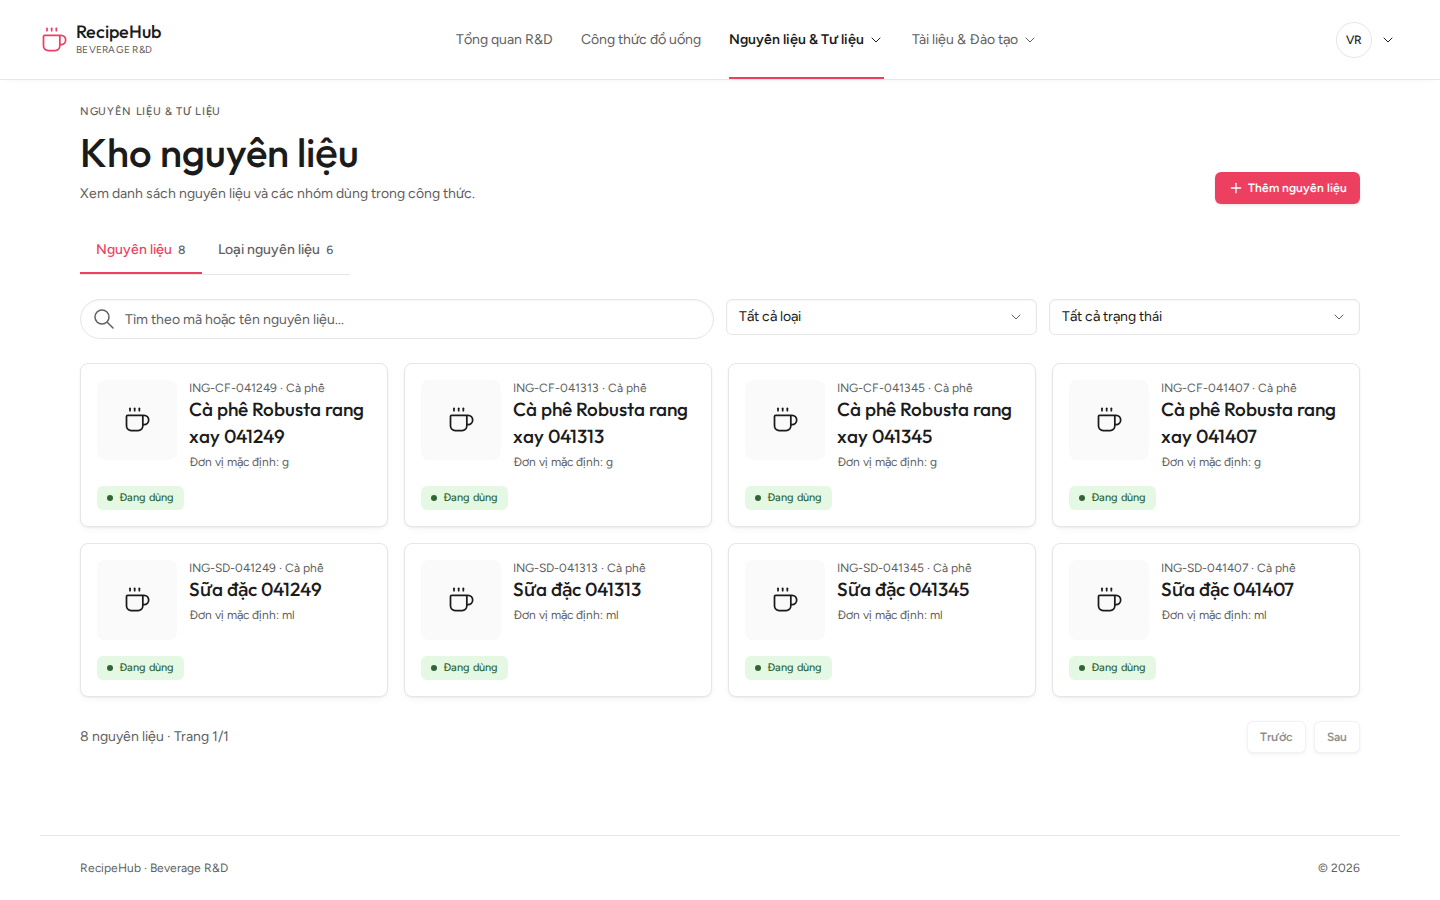 RecipeHub
BEVERAGE R&D
Tổng quan R&D
Công thức đồ uống
Nguyên liệu & Tư liệu
Tài liệu & Đào tạo
VR
NGUYÊN LIỆU & TƯ LIỆU
Kho nguyên liệu
Xem danh sách nguyên liệu và các nhóm dùng trong công thức.
Thêm nguyên liệu
Nguyên liệu 8
Loại nguyên liệu 6
Tìm theo mã hoặc tên nguyên liệu...
Tất cả loại
Tất cả trạng thái
ING-CF-041249 · Cà phê
Cà phê Robusta rang
xay 041249
Đơn vị mặc định: g
Đang dùng
ING-CF-041313 · Cà phê
Cà phê Robusta rang
xay 041313
Đơn vị mặc định: g
Đang dùng
ING-CF-041345 · Cà phê
Cà phê Robusta rang
xay 041345
Đơn vị mặc định: g
Đang dùng
ING-CF-041407 · Cà phê
Cà phê Robusta rang
xay 041407
Đơn vị mặc định: g
Đang dùng
ING-SD-041249 · Cà phê
Sữa đặc 041249
Đơn vị mặc định: ml
Đang dùng
ING-SD-041313 · Cà phê
Sữa đặc 041313
Đơn vị mặc định: ml
Đang dùng
ING-SD-041345 · Cà phê
Sữa đặc 041345
Đơn vị mặc định: ml
Đang dùng
ING-SD-041407 · Cà phê
Sữa đặc 041407
Đơn vị mặc định: ml
Đang dùng
8 nguyên liệu · Trang 1/1
Trước
Sau
RecipeHub · Beverage R&D
© 2026